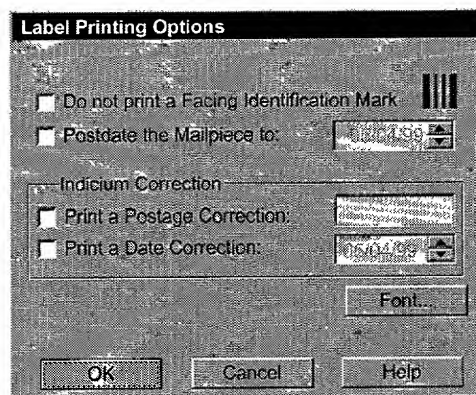 Label Printing Options
Do not print a Facing Identification Mark
Postdate the Mailpiece to:
Indicium Correction
Print a Postage Correction:
Print a Date Correction: 05/04/99
Font...
OK Cancel Help